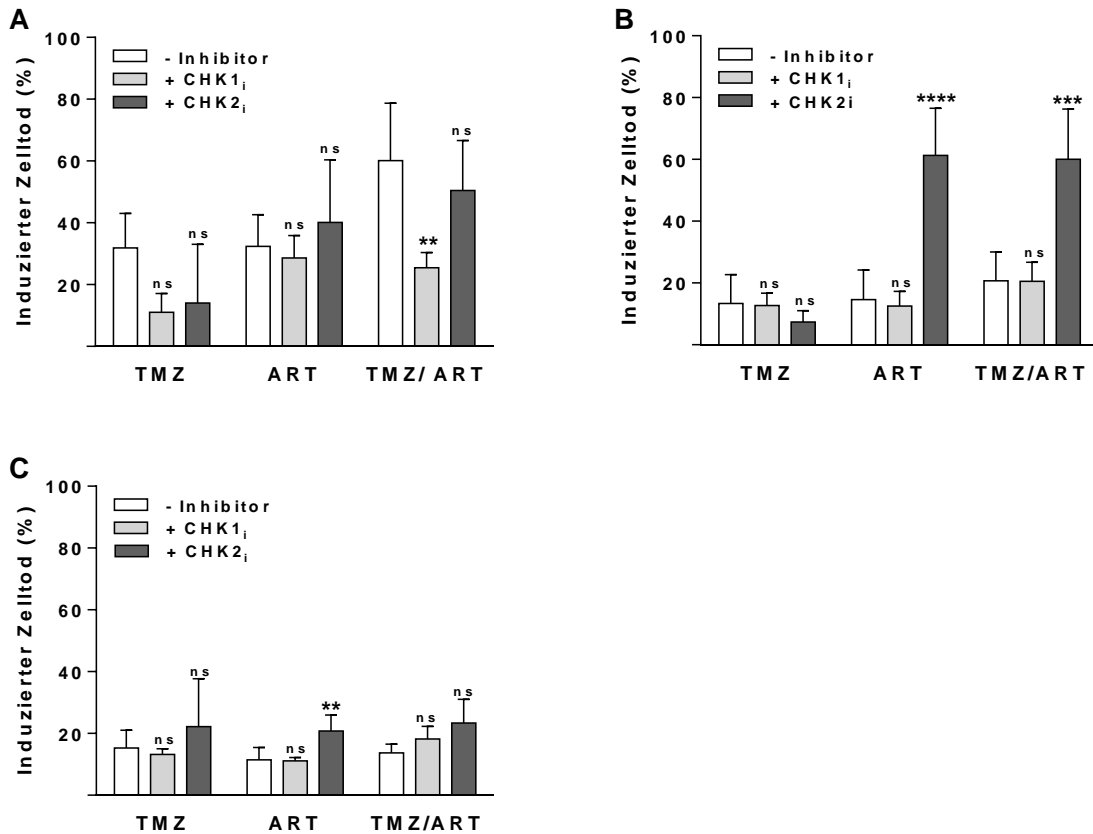 A
Induzierter Zelltod (%)
100
80
60
40
20
- Inhibitor
+ CHK1i
+ CHK2i
ns
ns
ns
ns
**
ns
TMZ
ART
TMZ/ ART
B
Induzierter Zelltod (%)
100
80
60
40
20
- Inhibitor
+ CHK1i
+ CHK2i
ns
ns
ns
****
ns
***
TMZ
ART
TMZ/ART
C
Induzierter Zelltod (%)
100
80
60
40
20
- Inhibitor
+ CHK1i
+ CHK2i
ns
ns
ns
**
ns
ns
TMZ
ART
TMZ/ART